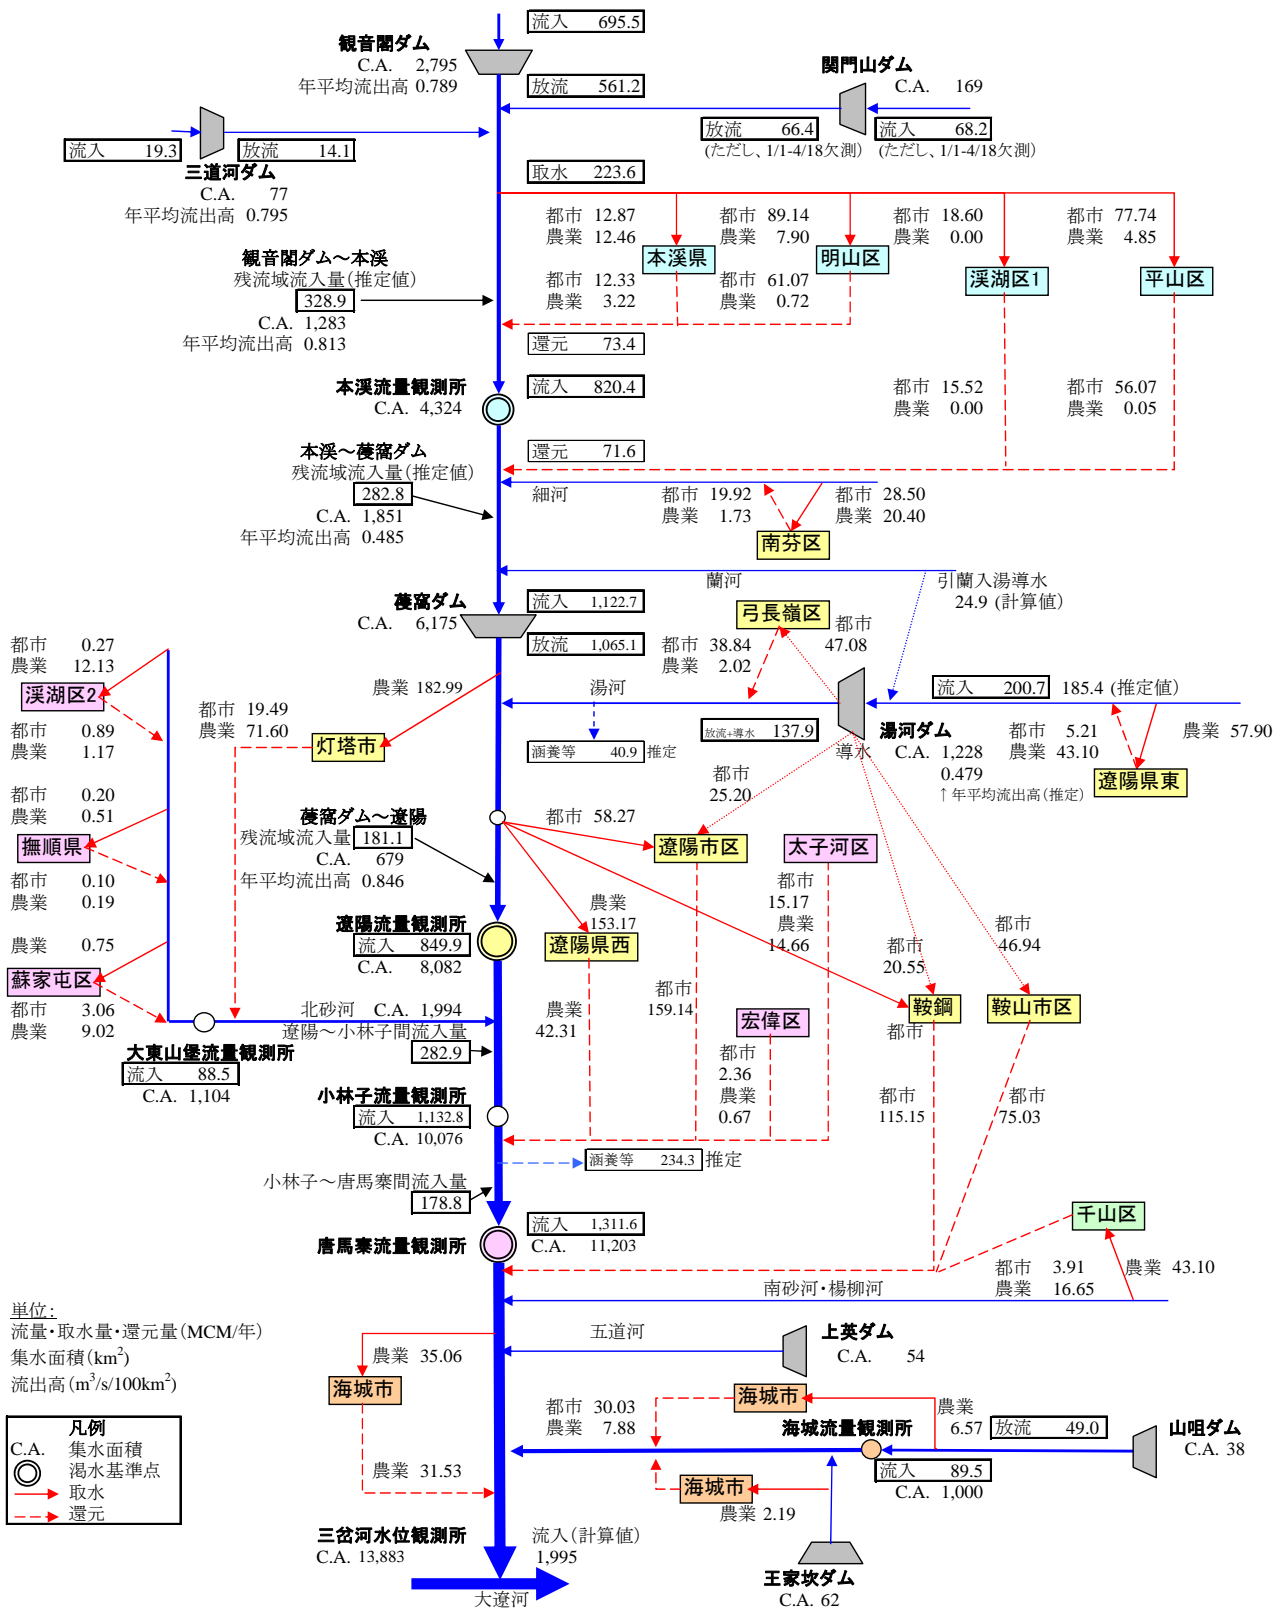 流入 695.5
観音閣ダム
C.A. 2,795
年平均流出高 0.789
放流 561.2
関門山ダム
C.A. 169
放流 66.4
(ただし、1/1-4/18欠測)
流入 68.2
(ただし、1/1-4/18欠測)
流入 19.3
放流 14.1
三道河ダム
C.A. 77
年平均流出高 0.795
取水 223.6
都市 12.87
農業 12.46
本溪県
都市 12.33
農業 3.22
都市 89.14
農業 7.90
明山区
都市 61.07
農業 0.72
都市 18.60
農業 0.00
溪湖区1
都市 77.74
農業 4.85
平山区
観音閣ダム～本溪
残流域流入量(推定値)
328.9
C.A. 1,283
年平均流出高 0.813
還元 73.4
本溪流量観測所
C.A. 4,324
流入 820.4
都市 15.52
農業 0.00
都市 56.07
農業 0.05
本溪～葠窩ダム
残流域流入量(推定値)
282.8
C.A. 1,851
年平均流出高 0.485
還元 71.6
細河
都市 19.92
農業 1.73
都市 28.50
農業 20.40
南芬区
蘭河
引蘭入湯導水
24.9 (計算値)
葠窩ダム
C.A. 6,175
流入 1,122.7
放流 1,065.1
弓長嶺区
都市 38.84
農業 2.02
都市
47.08
都市 0.27
農業 12.13
溪湖区2
都市 0.89
農業 1.17
農業 182.99
都市 19.49
農業 71.60
灯塔市
湯河
涵養等 40.9 推定
放流+導水 137.9
導水
流入 200.7 185.4 (推定値)
湯河ダム
C.A. 1,228
0.479
↑年平均流出高(推定)
都市 5.21
農業 43.10
農業 57.90
遼陽県東
都市
25.20
都市 0.20
農業 0.51
撫順県
都市 0.10
農業 0.19
葠窩ダム～遼陽
残流域流入量 181.1
C.A. 679
年平均流出高 0.846
都市 58.27
遼陽市区
太子河区
都市
15.17
農業
14.66
農業
153.17
遼陽県西
遼陽流量観測所
流入 849.9
C.A. 8,082
農業 0.75
蘇家屯区
都市 3.06
農業 9.02
都市
20.55
都市
46.94
都市
159.14
農業
42.31
鞍鋼
都市
鞍山市区
宏偉区
都市
2.36
農業
0.67
北砂河 C.A. 1,994
遼陽～小林子間流入量
282.9
大東山堡流量観測所
流入 88.5
C.A. 1,104
小林子流量観測所
流入 1,132.8
C.A. 10,076
都市
115.15
都市
75.03
涵養等 234.3 推定
小林子～唐馬寨間流入量
178.8
唐馬寨流量観測所
流入 1,311.6
C.A. 11,203
千山区
都市 3.91
農業 16.65
農業 43.10
南砂河・楊柳河
単位:
流量・取水量・還元量(MCM/年)
集水面積(km2)
流出高(m3/s/100km2)
五道河
上英ダム
C.A. 54
農業 35.06
海城市
農業 31.53
都市 30.03
農業 7.88
海城市
農業
6.57
放流 49.0
山咀ダム
C.A. 38
海城流量観測所
流入 89.5
C.A. 1,000
海城市
農業 2.19
凡例
C.A. 集水面積
渇水基準点
取水
還元
三岔河水位観測所
C.A. 13,883
流入(計算値)
1,995
大遼河
王家坎ダム
C.A. 62